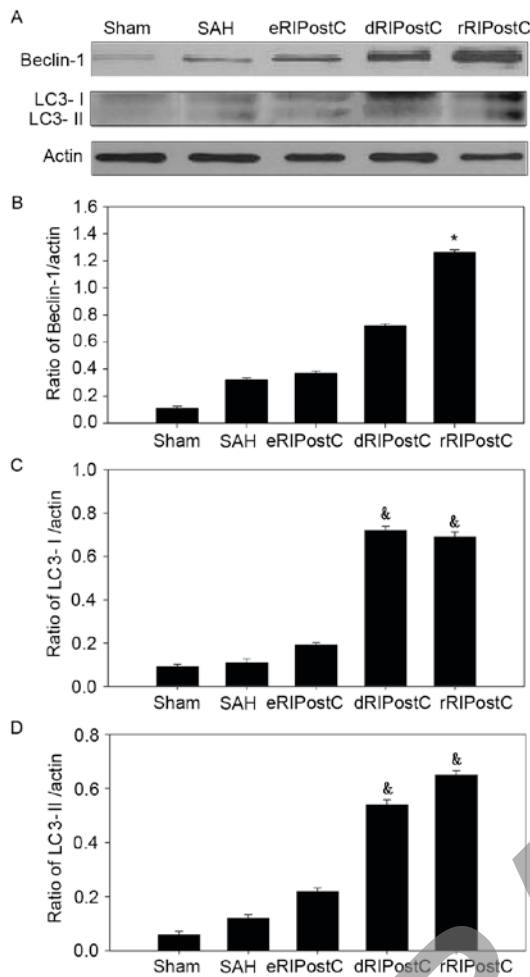 A
Sham SAH eRIPostC dRIPostC rRIPostC
Beclin-1
LC3- I
LC3- II
Actin
B
Ratio of Beclin-1/actin
1.6
1.4
1.2
1.0
0.8
0.6
0.4
0.2
0.0
*
Sham SAH eRIPostC dRIPostC rRIPostC
C
Ratio of LC3- I /actin
1.0
0.8
0.6
0.4
0.2
0.0
& &
Sham SAH eRIPostC dRIPostC rRIPostC
D
Ratio of LC3-II/actin
0.8
0.6
0.4
0.2
0.0
& &
Sham SAH eRIPostC dRIPostC rRIPostC